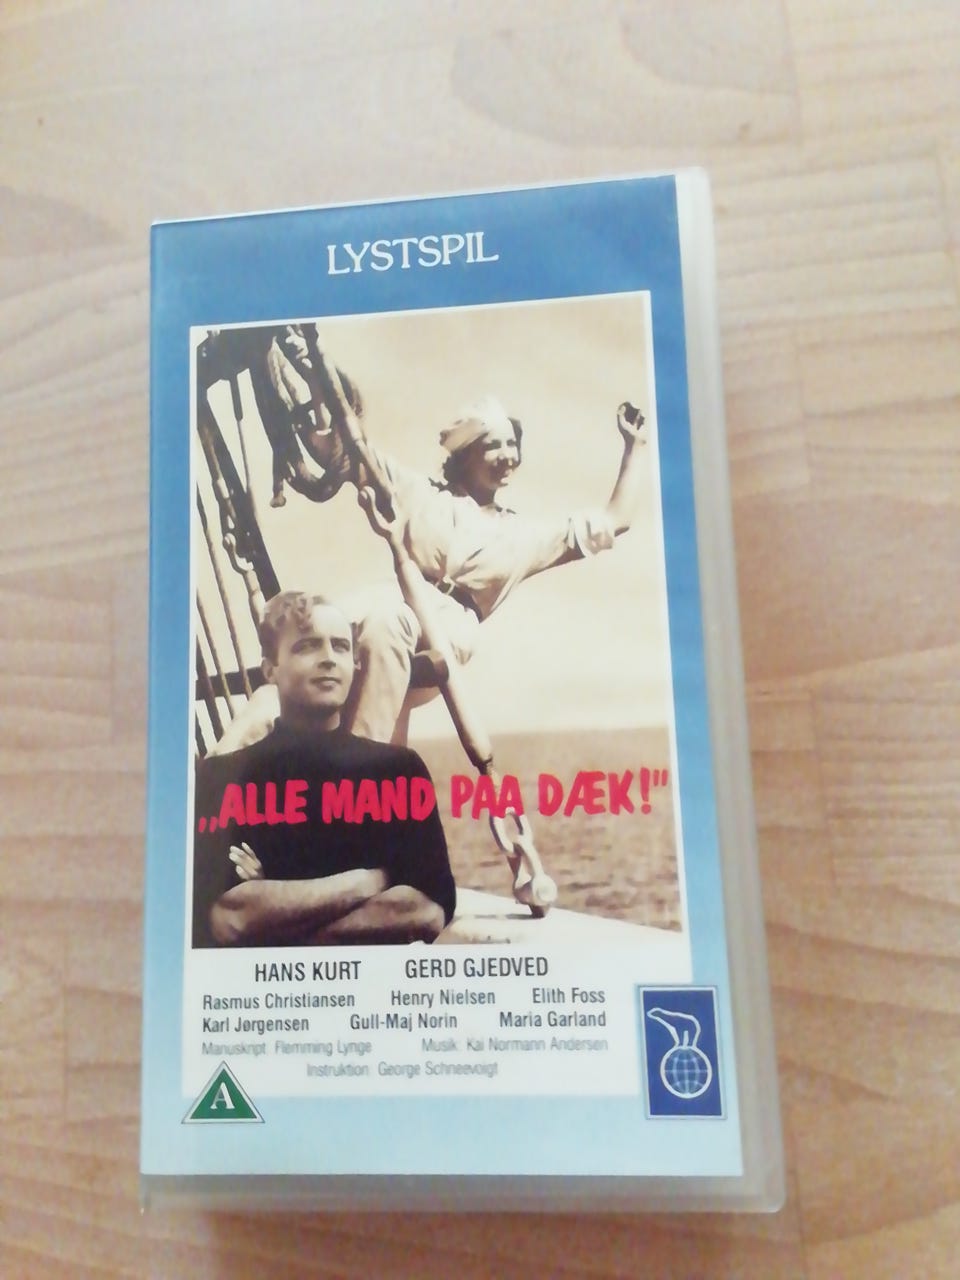 LYSTSPIL
„ALLE MAND PAA DÆK!"
HANS KURT GERD GJEDVED
Rasmus Christiansen Henry Nielsen Elith Foss
Karl Jørgensen Gull-Maj Norin Maria Garland
Manuskript: Flemming Lynge Musik: Kai Normann Andersen
Instruktion: George Schneevoigt
A